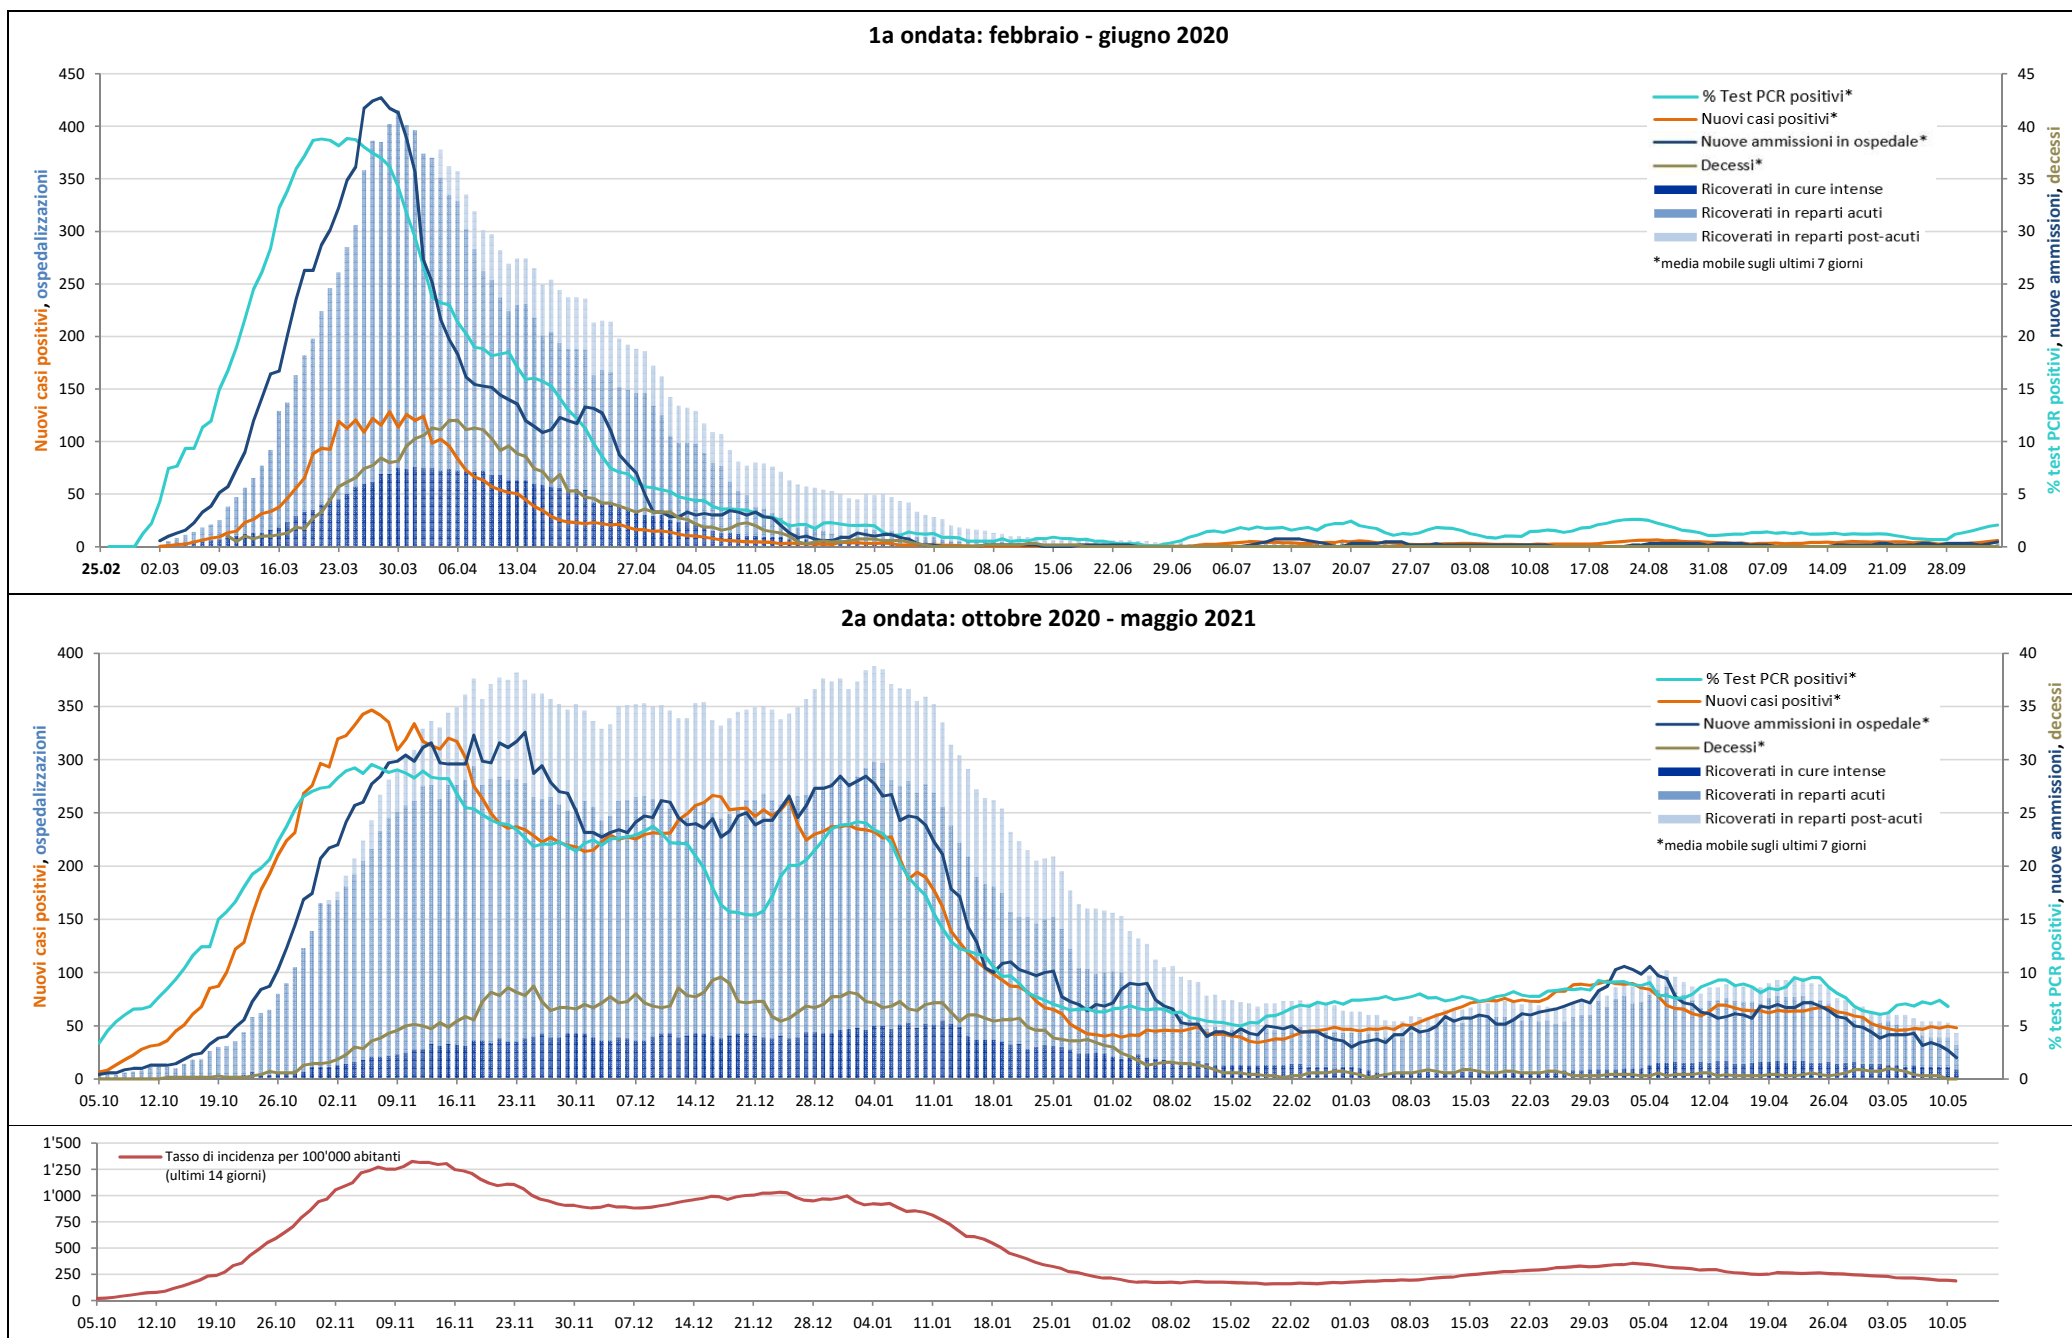 1a ondata: febbraio - giugno 2020
Nuovi casi positivi, ospedalizzazioni
450
400
350
300
250
200
150
100
50
0
45
40
35
30
25
20
15
10
5
0
% test PCR positivi, nuove ammissioni, decessi
% Test PCR positivi*
Nuovi casi positivi*
Nuove ammissioni in ospedale*
Decessi*
Ricoverati in cure intense
Ricoverati in reparti acuti
Ricoverati in reparti post-acuti
*media mobile sugli ultimi 7 giorni
25.02 02.03 09.03 16.03 23.03 30.03 06.04 13.04 20.04 27.04 04.05 11.05 18.05 25.05 01.06 08.06 15.06 22.06 29.06 06.07 13.07 20.07 27.07 03.08 10.08 17.08 24.08 31.08 07.09 14.09 21.09 28.09
2a ondata: ottobre 2020 - maggio 2021
Nuovi casi positivi, ospedalizzazioni
400
350
300
250
200
150
100
50
0
40
35
30
25
20
15
10
5
0
% test PCR positivi, nuove ammissioni, decessi
% Test PCR positivi*
Nuovi casi positivi*
Nuove ammissioni in ospedale*
Decessi*
Ricoverati in cure intense
Ricoverati in reparti acuti
Ricoverati in reparti post-acuti
*media mobile sugli ultimi 7 giorni
05.10 12.10 19.10 26.10 02.11 09.11 16.11 23.11 30.11 07.12 14.12 21.12 28.12 04.01 11.01 18.01 25.01 01.02 08.02 15.02 22.02 01.03 08.03 15.03 22.03 29.03 05.04 12.04 19.04 26.04 03.05 10.05
1'500
1'250
1'000
750
500
250
0
Tasso di incidenza per 100'000 abitanti
(ultimi 14 giorni)
05.10 12.10 19.10 26.10 02.11 09.11 16.11 23.11 30.11 07.12 14.12 21.12 28.12 04.01 11.01 18.01 25.01 01.02 08.02 15.02 22.02 01.03 08.03 15.03 22.03 29.03 05.04 12.04 19.04 26.04 03.05 10.05